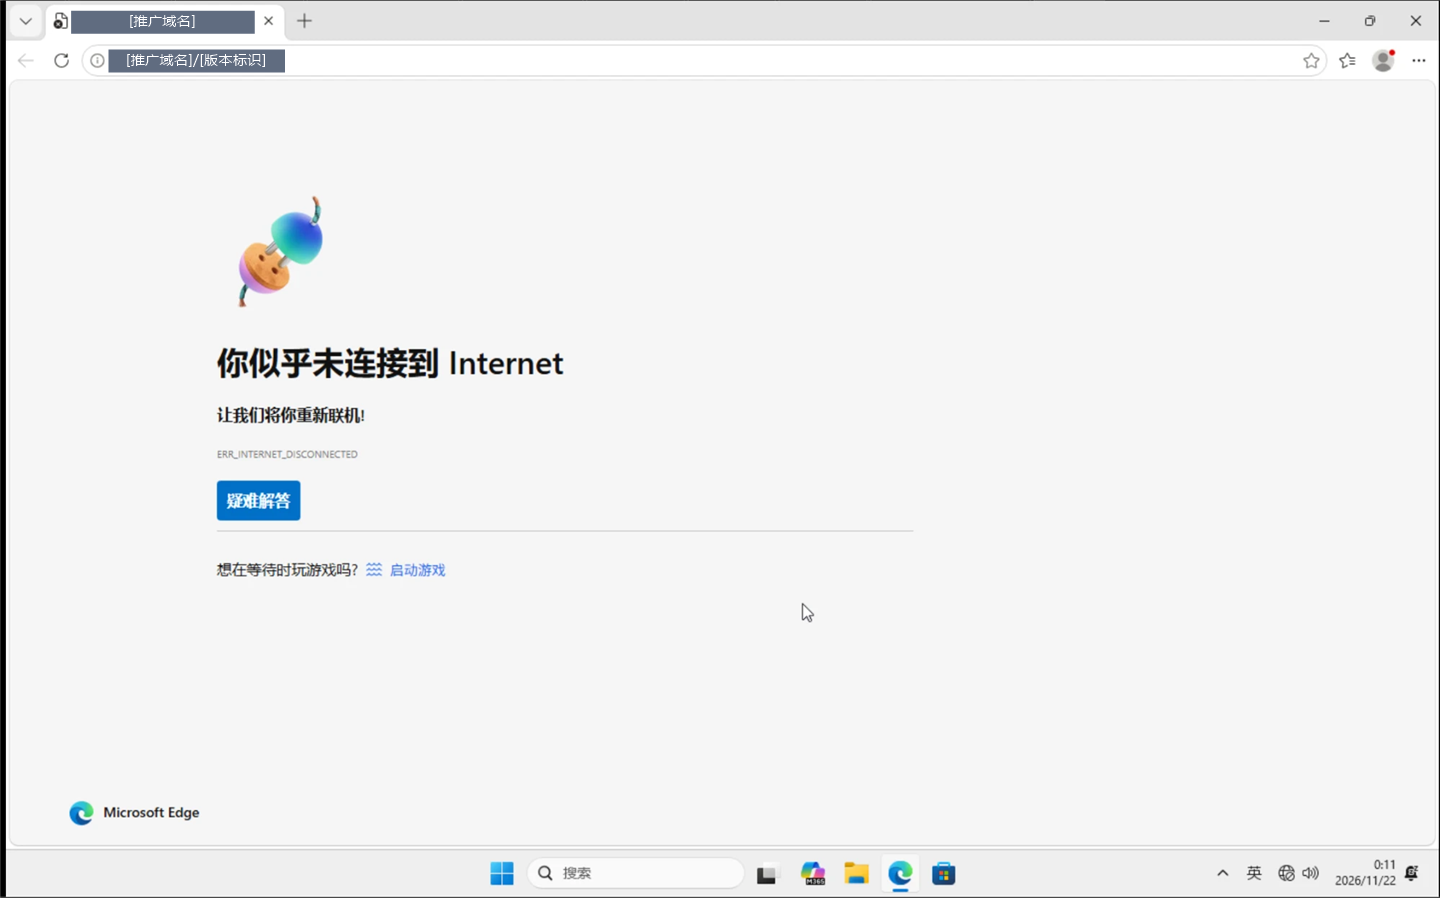 [推广域名]
[推广域名]/[版本标识]
你似乎未连接到 Internet
让我们将你重新联机!
ERR_INTERNET_DISCONNECTED
疑难解答
想在等待时玩游戏吗? 启动游戏
Microsoft Edge
搜索
M365
英
0:11
2026/11/22